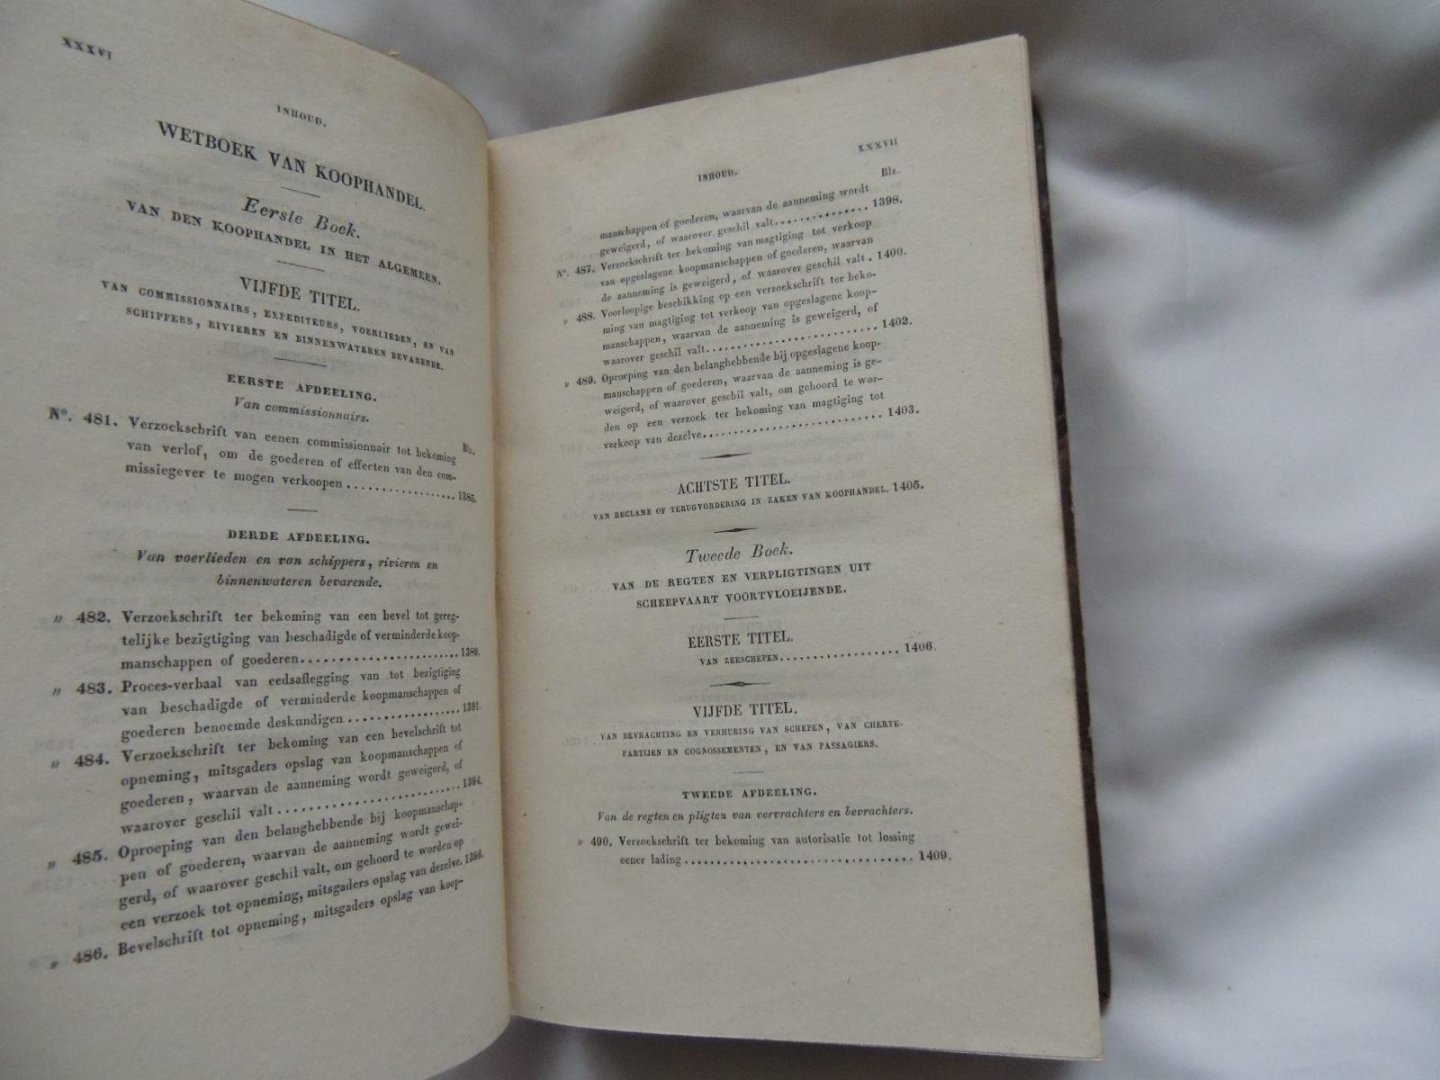 XXXVI
INHOUD.
WETBOEK VAN KOOPHANDEL.
Eerste Boek.
VAN DEN KOOPHANDEL IN HET ALGEMEEN.
VIJFDE TITEL.
VAN COMMISSIONNAIRS, EXPEDITEURS, VOERLIEDEN, EN VAN
SCHIPPERS, RIVIEREN EN BINNENWATEREN BEVARENDE.
EERSTE AFDEELING.
Van commissionnairs.
Blz.
No. 481. Verzoekschrift van eenen commissionnair tot bekoming
van verlof, om de goederen of effecten van den com-
missiegever te mogen verkoopen ................. 1385.
DERDE AFDEELING.
Van voerlieden en van schippers, rivieren en
binnenwateren bevarende.
" 482. Verzoekschrift ter bekoming van een bevel tot gereg-
telijke bezigtiging van beschadigde of verminderde koop-
manschappen of goederen........................ 1389.
" 483. Proces-verbaal van eedsaflegging van tot bezigtiging
van beschadigde of verminderde koopmanschappen of
goederen benoemde deskundigen ................. 1391.
" 484. Verzoekschrift ter bekoming van een bevelschrift tot
opneming, mitsgaders opslag van koopmanschappen of
goederen, waarvan de aanneming wordt geweigerd, of
waarover geschil valt ........................... 1394.
" 485. Oproeping van den belanghebbende bij koopmanschap-
pen of goederen, waarvan de aanneming wordt gewei-
gerd, of waarover geschil valt, om gehoord te worden op
een verzoek tot opneming, mitsgaders opslag van dezelve. 1396.
" 486. Bevelschrift tot opneming, mitsgaders opslag van koop-
XXXVII
INHOUD.
Blz.
manschappen of goederen, waarvan de aanneming wordt
geweigerd, of waarover geschil valt............... 1398.
No. 487. Verzoekschrift ter bekoming van magtiging tot verkoop
van opgeslagene koopmanschappen of goederen, waarvan
de aanneming is geweigerd, of waarover geschil valt . 1400.
" 488. Voorloopige beschikking op een verzoekschrift ter beko-
ming van magtiging tot verkoop van opgeslagene koop-
manschappen, waarvan de aanneming is geweigerd, of
waarover geschil valt.......................... 1402.
" 489. Oproeping van den belanghebbende bij opgeslagene koop-
manschappen of goederen, waarvan de aanneming is ge-
weigerd, of waarover geschil valt, om gehoord te wor-
den op een verzoek ter bekoming van magtiging tot
verkoop van dezelve........................... 1403.
ACHTSTE TITEL.
VAN RECLAME OF TERUGVORDERING IN ZAKEN VAN KOOPHANDEL. 1405.
Tweede Boek.
VAN DE REGTEN EN VERPLIGTINGEN UIT
SCHEEPVAART VOORTVLOEIJENDE.
EERSTE TITEL.
VAN ZEESCHEPEN.................. 1406.
VIJFDE TITEL.
VAN BEVRACHTING EN VERHURING VAN SCHEPEN, VAN CHERTE-
PARTIJEN EN COGNOSSEMENTEN, EN VAN PASSAGIERS.
TWEEDE AFDEELING.
Van de regten en pligten van vervrachters en bevrachters.
" 490. Verzoekschrift ter bekoming van autorisatie tot lossing
eener lading .................................. 1409.